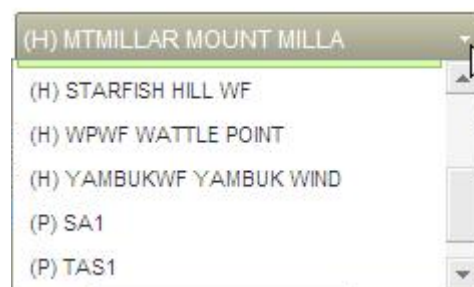 (H) MTMILLAR MOUNT MILLA
(H) STARFISH HILL WF
(H) WPWF WATTLE POINT
(H) YAMBUKWF YAMBUK WIND
(P) SA1
(P) TAS1